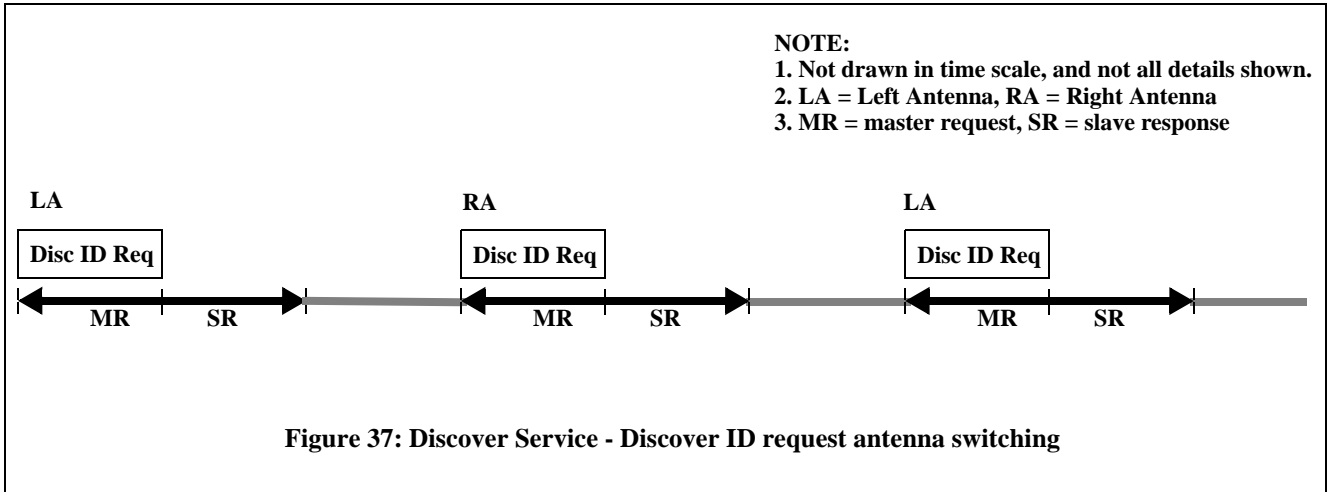 NOTE:
1. Not drawn in time scale, and not all details shown.
2. LA = Left Antenna, RA = Right Antenna
3. MR = master request, SR = slave response
LA
RA
LA
Disc ID Req
Disc ID Req
Disc ID Req
MR
SR
MR
SR
MR
SR
Figure 37: Discover Service - Discover ID request antenna switching